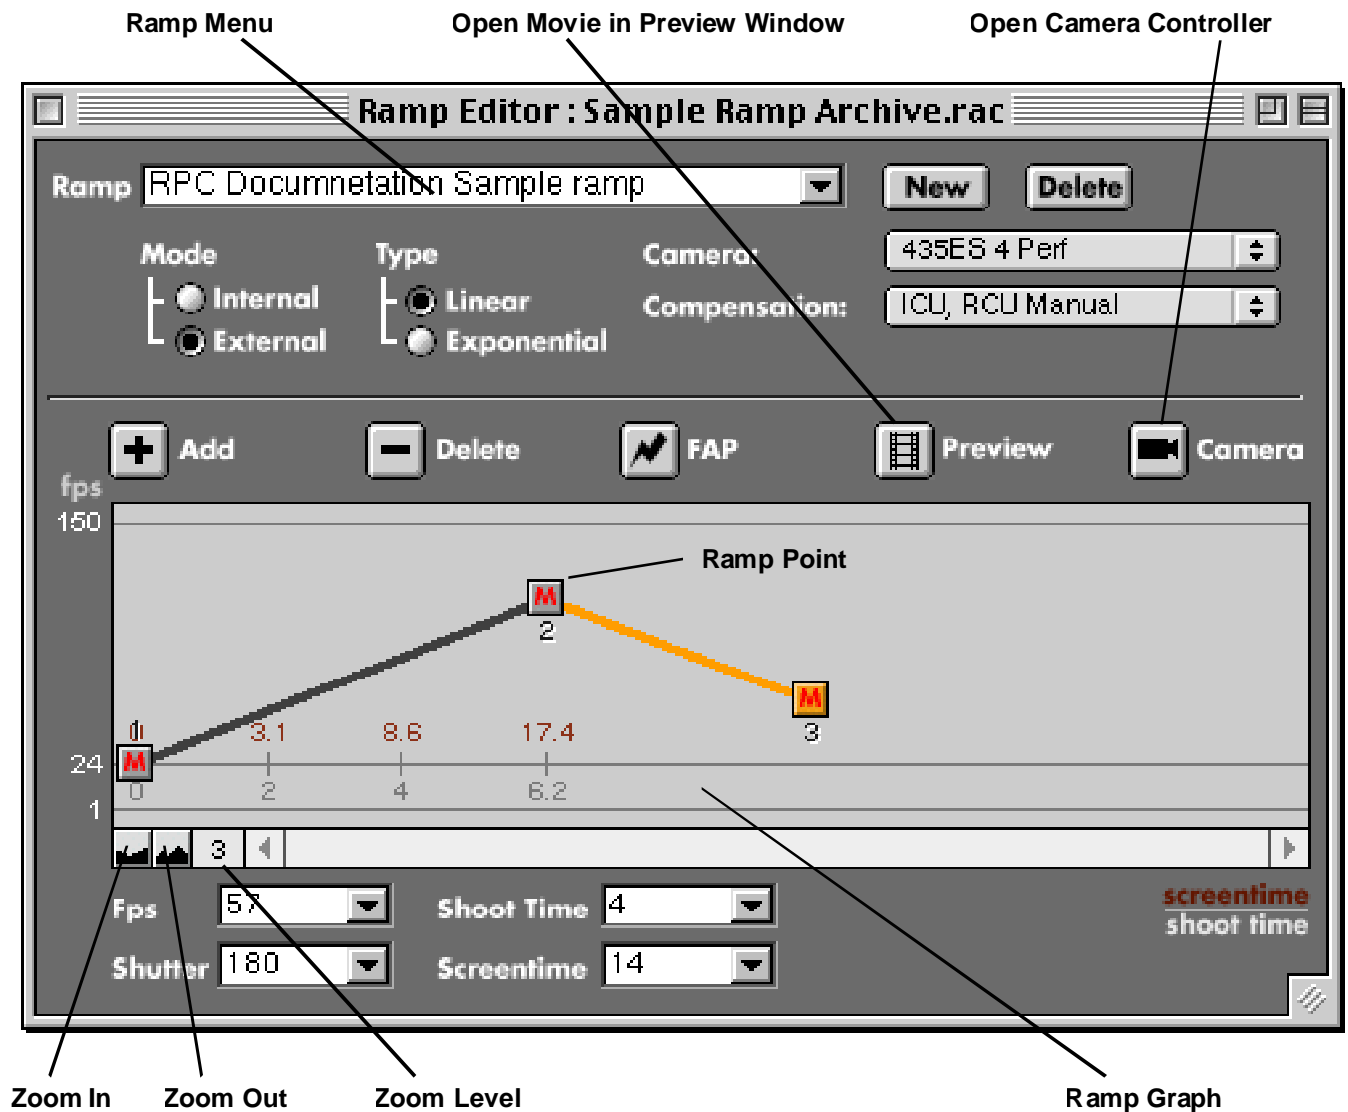 Ramp Menu Open Movie in Preview Window Open Camera Controller
Ramp Editor : Sample Ramp Archive.rac
Ramp RPC Documnetation Sample ramp New Delete
Mode Type Camera: 435ES 4 Perf
Internal Linear Compensation: ICU, RCU Manual
External Exponential
Add Delete FAP Preview Camera
fps
150
Ramp Point
M
2
M
3
3.1 8.6 17.4
24 M
0 2 4 6.2
1
3
Fps 57 Shoot Time 4 screentime
shoot time
Shutter 180 Screentime 14
Zoom In Zoom Out Zoom Level Ramp Graph